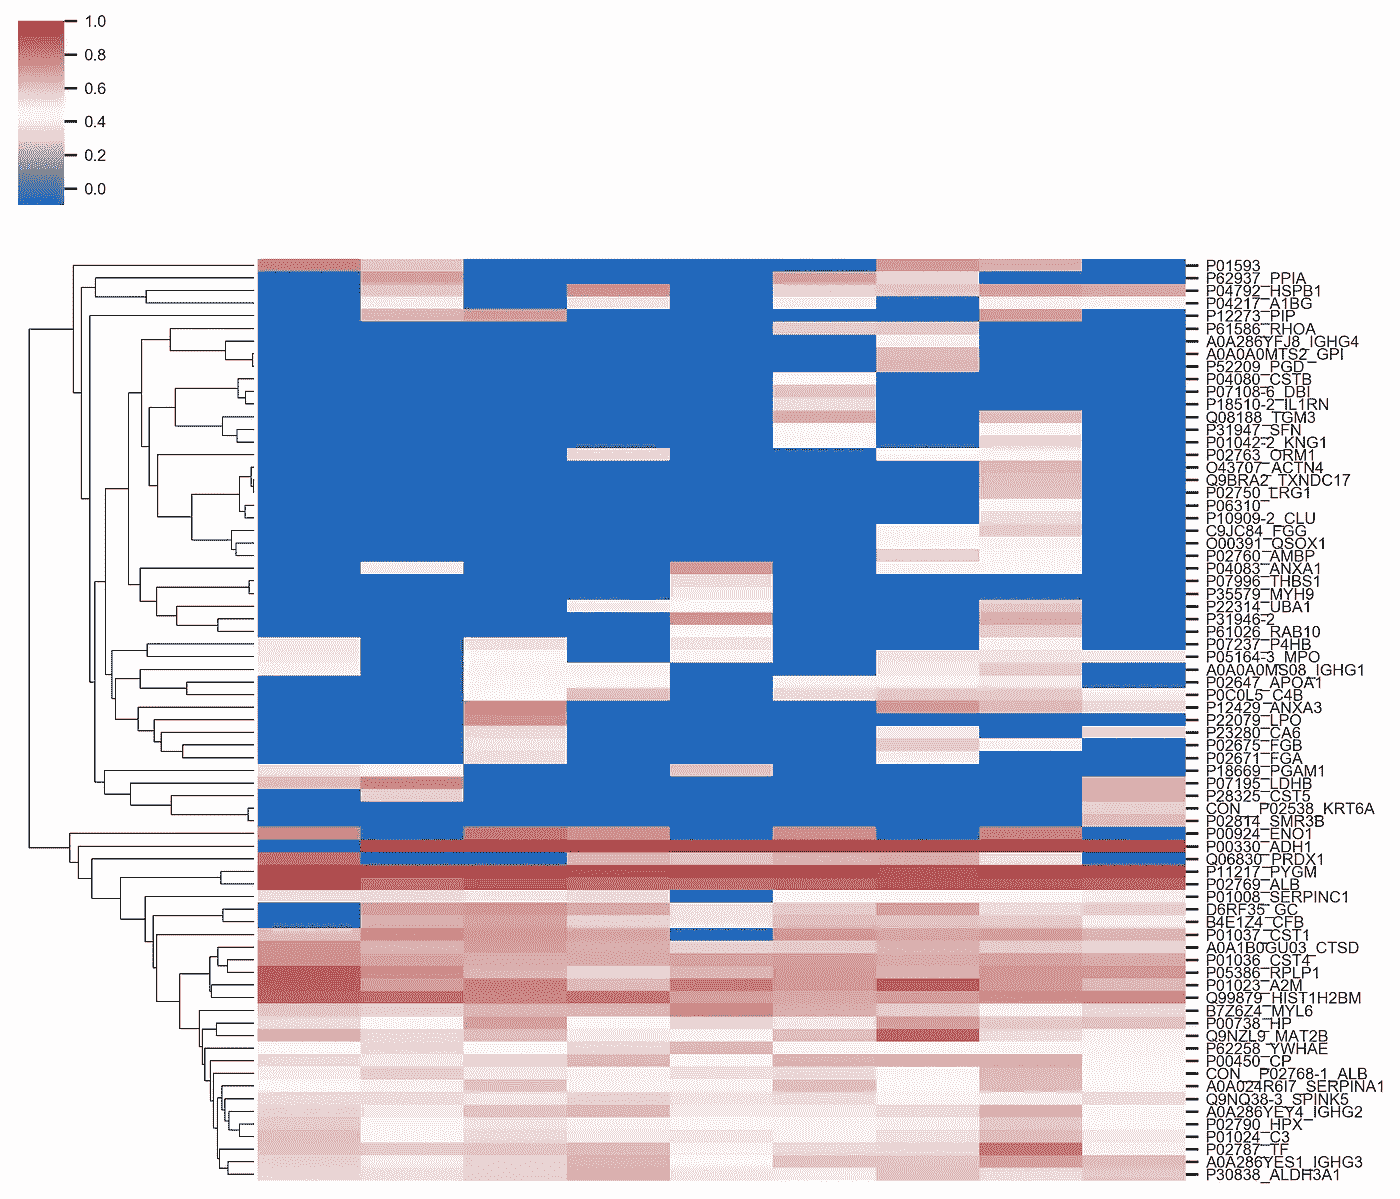 1.0
0.8
0.6
0.4
0.2
0.0
P01593
P62937_PPIA
P04792_HSPB1
P04217_A1BG
P12273_PIP
P61586_RHOA
A0A286YFJ8_IGHG4
A0A0A0MTS2_GPI
P52209_PGD
P04080_CSTB
P07108-6_DBI
P18510-2_IL1RN
Q08188_TGM3
P31947_SFN
P01042-2_KNG1
P02763_ORM1
O43707_ACTN4
Q9BRA2_TXNDC17
P02750_LRG1
P06310
P10909-2_CLU
C9JC84_FGG
O00391_QSOX1
P02760_AMBP
P04083_ANXA1
P07996_THBS1
P35579_MYH9
P22314_UBA1
P31946-2
P61026_RAB10
P07237_P4HB
P05164-3_MPO
A0A0A0MS08_IGHG1
P02647_APOA1
P0C0L5_C4B
P12429_ANXA3
P22079_LPO
P23280_CA6
P02675_FGB
P02671_FGA
P18669_PGAM1
P07195_LDHB
P28325_CST5
CON__P02538_KRT6A
P02814_SMR3B
P00924_ENO1
P00330_ADH1
Q06830_PRDX1
P11217_PYGM
P02769_ALB
P01008_SERPINC1
D6RF35_GC
B4E1Z4_CFB
P01037_CST1
A0A1B0GU03_CTSD
P01036_CST4
P05386_RPLP1
P01023_A2M
Q99879_HIST1H2BM
B7Z6Z4_MYL6
P00738_HP
Q9NZL9_MAT2B
P62258_YWHAE
P00450_CP
CON__P02768-1_ALB
A0A024R6I7_SERPINA1
Q9NQ38-3_SPINK5
A0A286YEY4_IGHG2
P02790_HPX
P01024_C3
P02787_TF
A0A286YES1_IGHG3
P30838_ALDH3A1